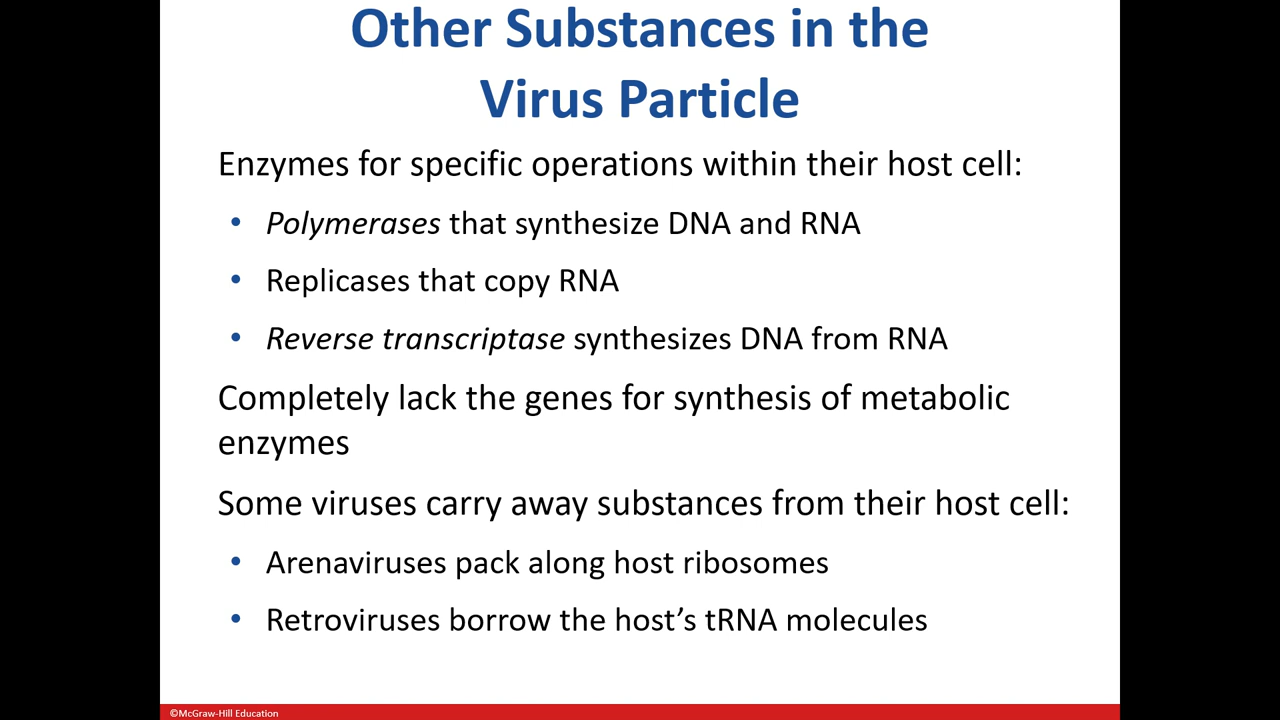 Other Substances in the
Virus Particle
Enzymes for specific operations within their host cell:
• Polymerases that synthesize DNA and RNA
• Replicases that copy RNA
• Reverse transcriptase synthesizes DNA from RNA
Completely lack the genes for synthesis of metabolic
enzymes
Some viruses carry away substances from their host cell:
• Arenaviruses pack along host ribosomes
• Retroviruses borrow the host’s tRNA molecules
©McGraw-Hill Education